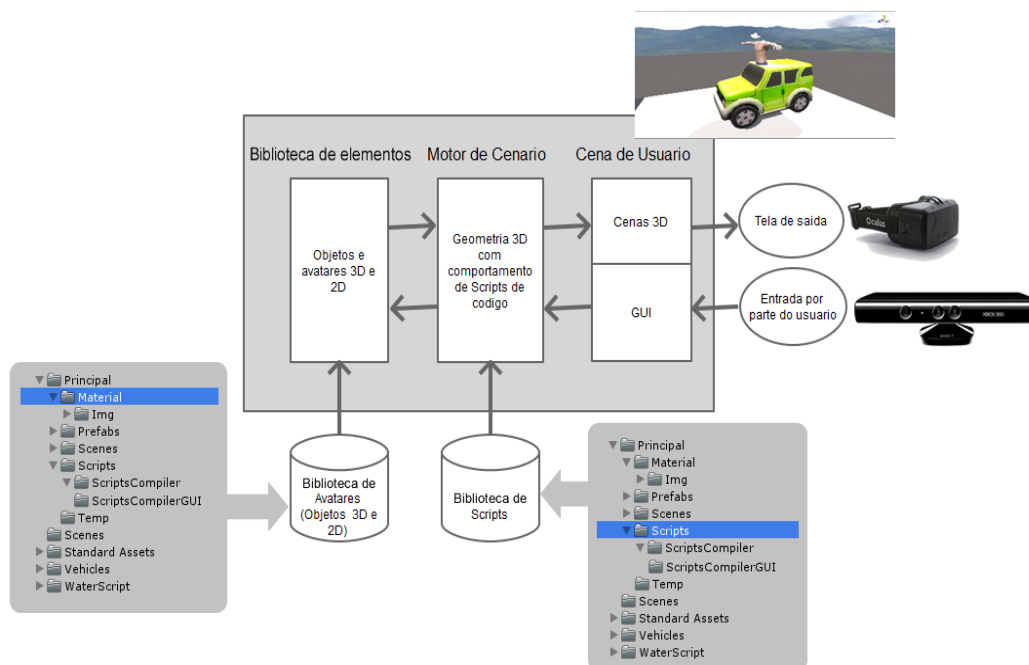 Biblioteca de elementos
Motor de Cenario
Cena de Usuario
Objetos e
avatares 3D e
2D
Geometria 3D
com
comportamento
de Scripts de
codigo
Cenas 3D
GUI
Tela de saída
Oculus
Entrada por
parte do usuario
XBOX360
KINECT
Principal
Material
Img
Prefabs
Scenes
Scripts
ScriptsCompiler
ScriptsCompilerGUI
Temp
Scenes
Standard Assets
Vehicles
WaterScript
Biblioteca de
Avatares
(Objetos 3D e
2D)
Biblioteca de
Scripts
Principal
Material
Img
Prefabs
Scenes
Scripts
ScriptsCompiler
ScriptsCompilerGUI
Temp
Scenes
Standard Assets
Vehicles
WaterScript